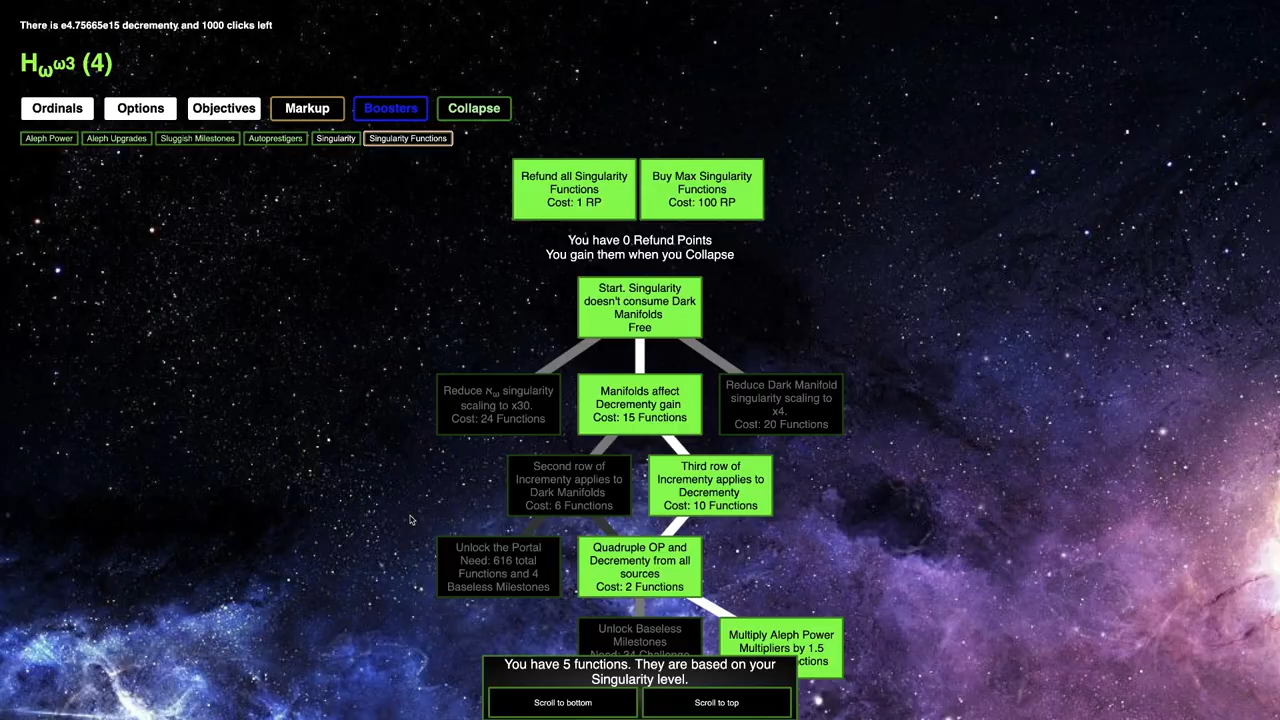 There is e4.75665e15 decrementy and 1000 clicks left
Hωω3 (4)
Ordinals
Options
Objectives
Markup
Boosters
Collapse
Aleph Power
Aleph Upgrades
Sluggish Milestones
Autoprestigers
Singularity
Singularity Functions
Refund all Singularity
Functions
Cost: 1 RP
Buy Max Singularity
Functions
Cost: 100 RP
You have 0 Refund Points
You gain them when you Collapse
Start. Singularity
doesn't consume Dark
Manifolds
Free
Reduce ℵω singularity
scaling to x30.
Cost: 24 Functions
Manifolds affect
Decrementy gain
Cost: 15 Functions
Reduce Dark Manifold
singularity scaling to
x4.
Cost: 20 Functions
Second row of
Incrementy applies to
Dark Manifolds
Cost: 6 Functions
Third row of
Incrementy applies to
Decrementy
Cost: 10 Functions
Unlock the Portal
Need: 616 total
Functions and 4
Baseless Milestones
Quadruple OP and
Decrementy from all
sources
Cost: 2 Functions
Unlock Baseless
Milestones
Need: 34 Challenge
Multiply Aleph Power
Multipliers by 1.5
You have 5 functions. They are based on your
Singularity level.
Scroll to bottom
Scroll to top